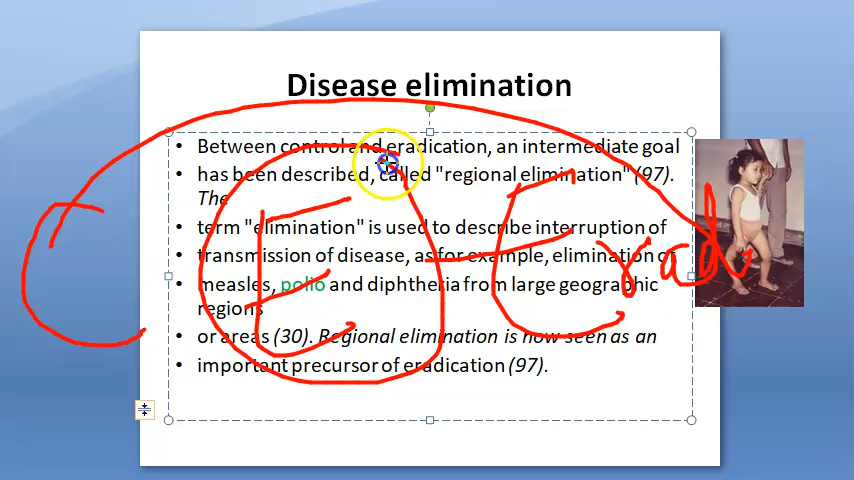 Disease elimination
• Between control and eradication, an intermediate goal
• has been described, called "regional elimination" (97).
The
• term "elimination" is used to describe interruption of
• transmission of disease, as for example, elimination of
• measles, polio and diphtheria from large geographic
regions
• or areas (30). Regional elimination is now seen as an
• important precursor of eradication (97).
C E Erad